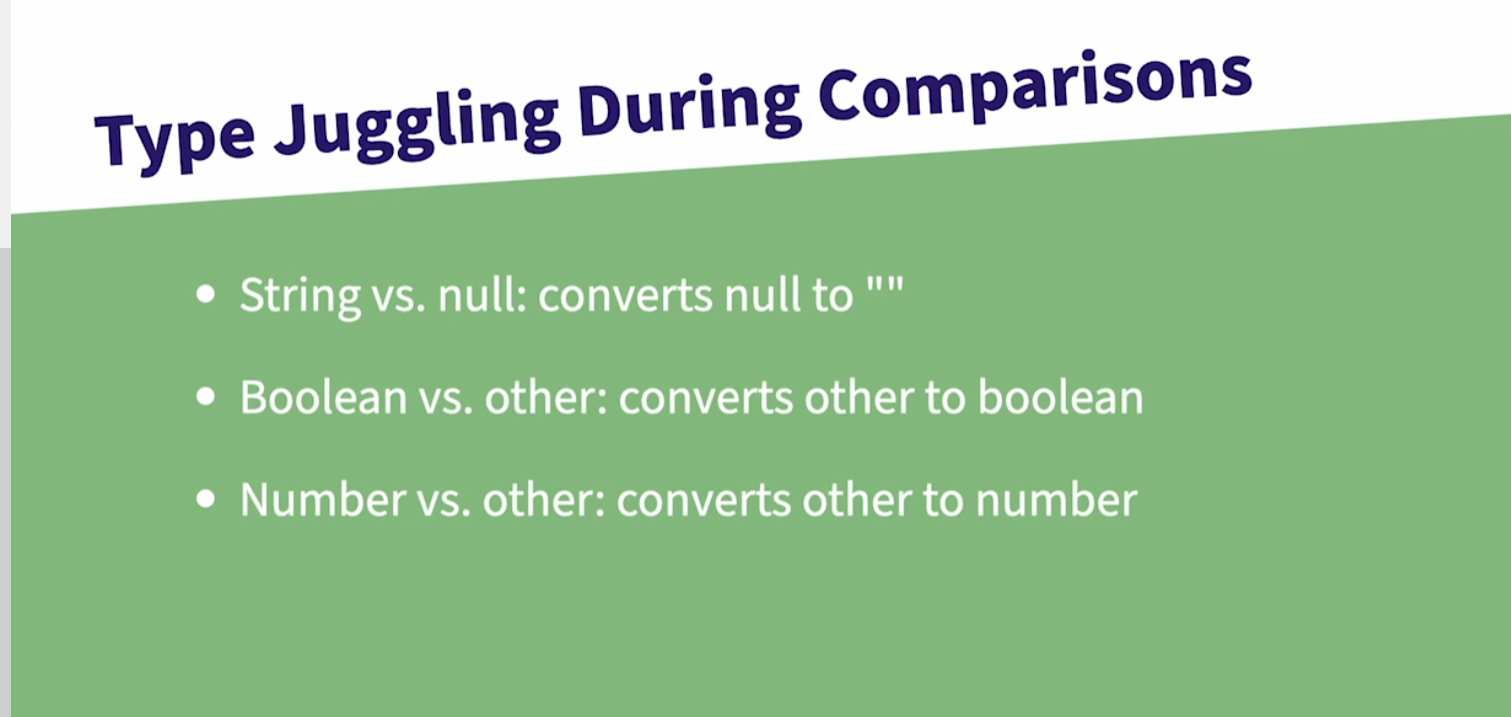 Type Juggling During Comparisons
• String vs. null: converts null to ""
• Boolean vs. other: converts other to boolean
• Number vs. other: converts other to number